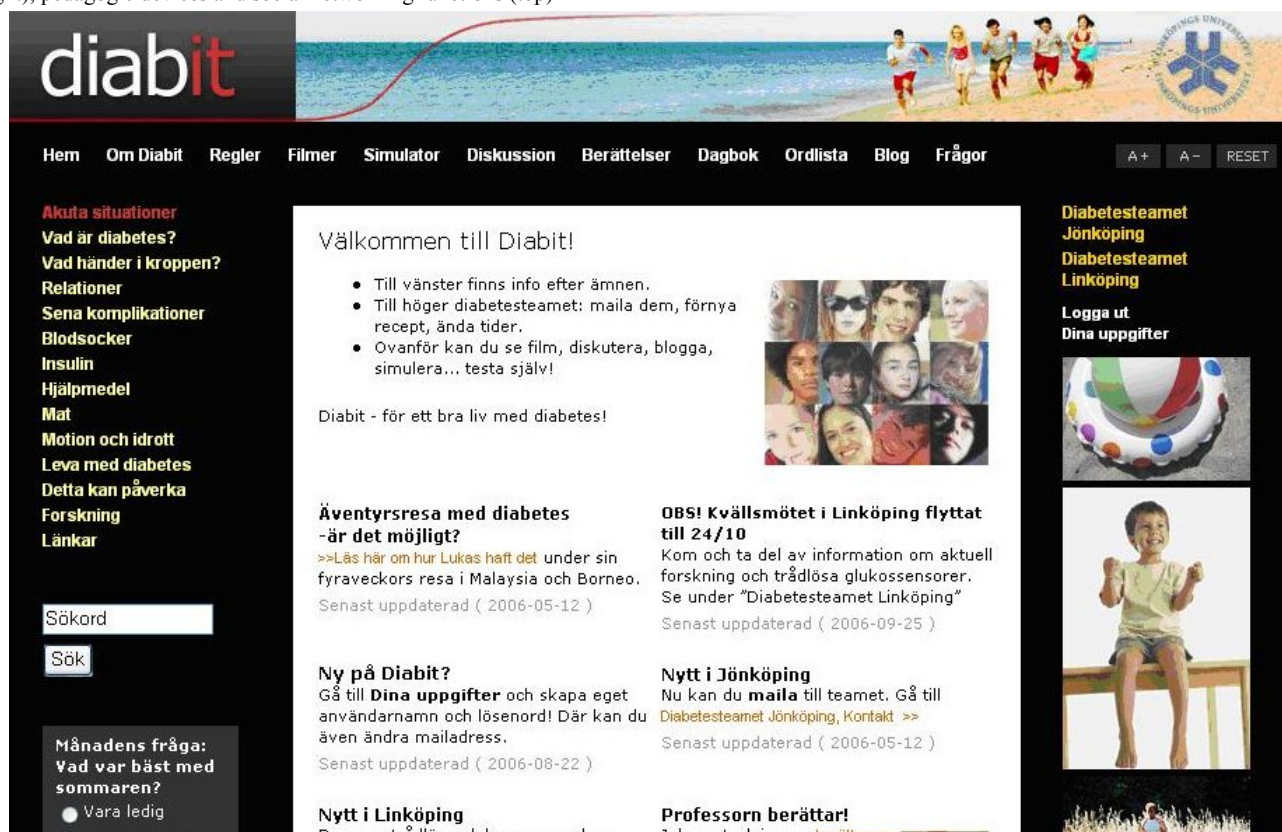 diabit
LINKÖPINGS UNIVERSITET
Hem Om Diabit Regler Filmer Simulator Diskussion Berättelser Dagbok Ordlista Blog Frågor
A+ A- RESET
Akuta situationer
Vad är diabetes?
Vad händer i kroppen?
Relationer
Sena komplikationer
Blodsocker
Insulin
Hjälpmedel
Mat
Motion och idrott
Leva med diabetes
Detta kan påverka
Forskning
Länkar
Sökord
Sök
Månadens fråga:
Vad var bäst med
sommaren?
Vara ledig
Välkommen till Diabit!
• Till vänster finns info efter ämnen.
• Till höger diabetesteamet: maila dem, förnya
recept, ända tider.
• Ovanför kan du se film, diskutera, blogga,
simulera... testa själv!
Diabit - för ett bra liv med diabetes!
Äventyrsresa med diabetes
-är det möjligt?
>>Läs här om hur Lukas haft det under sin
fyraveckors resa i Malaysia och Borneo.
Senast uppdaterad ( 2006-05-12 )
OBS! Kvällsmötet i Linköping flyttat
till 24/10
Kom och ta del av information om aktuell
forskning och trådlösa glukossensorer.
Se under "Diabetesteamet Linköping"
Senast uppdaterad ( 2006-09-25 )
Ny på Diabit?
Gå till Dina uppgifter och skapa eget
användarnamn och lösenord! Där kan du
även ändra mailadress.
Senast uppdaterad ( 2006-08-22 )
Nytt i Jönköping
Nu kan du maila till teamet. Gå till
Diabetesteamet Jönköping, Kontakt >>
Senast uppdaterad ( 2006-05-12 )
Nytt i Linköping
Professorn berättar!
Diabetesteamet
Jönköping
Diabetesteamet
Linköping
Logga ut
Dina uppgifter